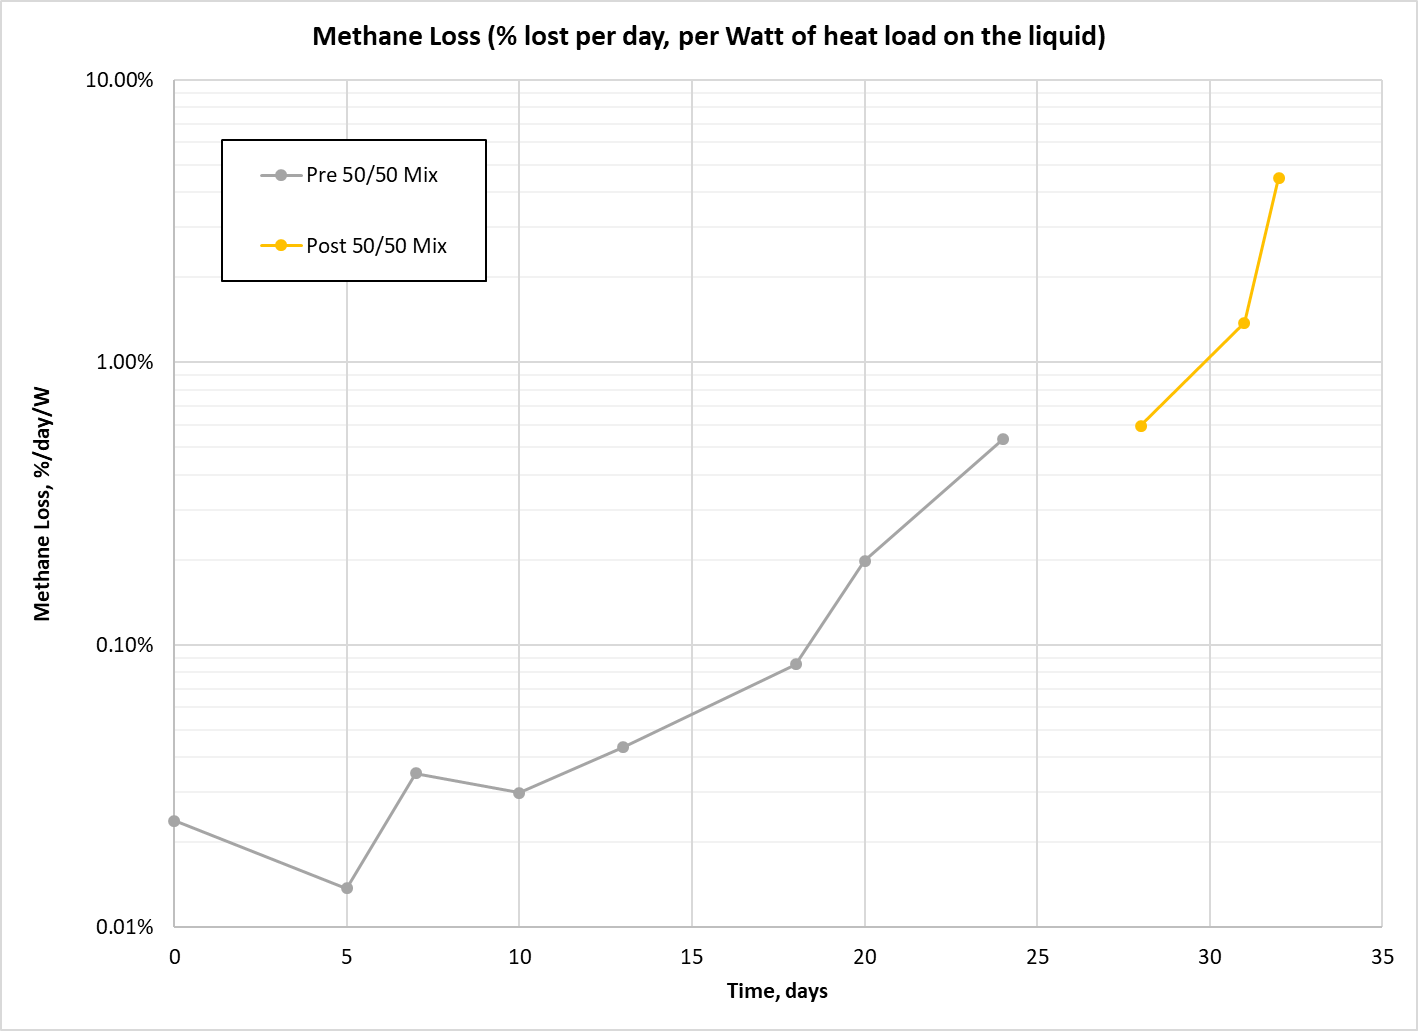 Methane Loss (% lost per day, per Watt of heat load on the liquid)
10.00%
Pre 50/50 Mix
Post 50/50 Mix
1.00%
Methane Loss, %/day/W
0.10%
0.01%
0 5 10 15 20 25 30 35
Time, days